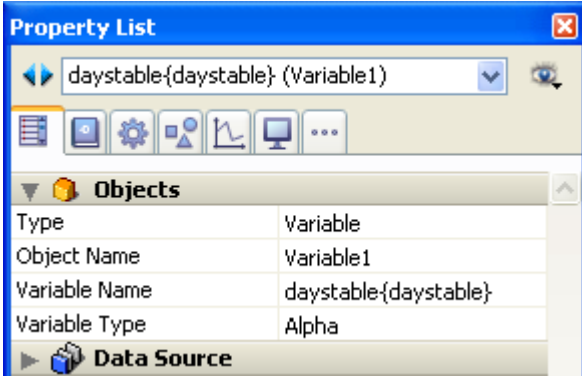 Property List
daystable{daystable} (Variable1)
Objects
Type Variable
Object Name Variable1
Variable Name daystable{daystable}
Variable Type Alpha
Data Source